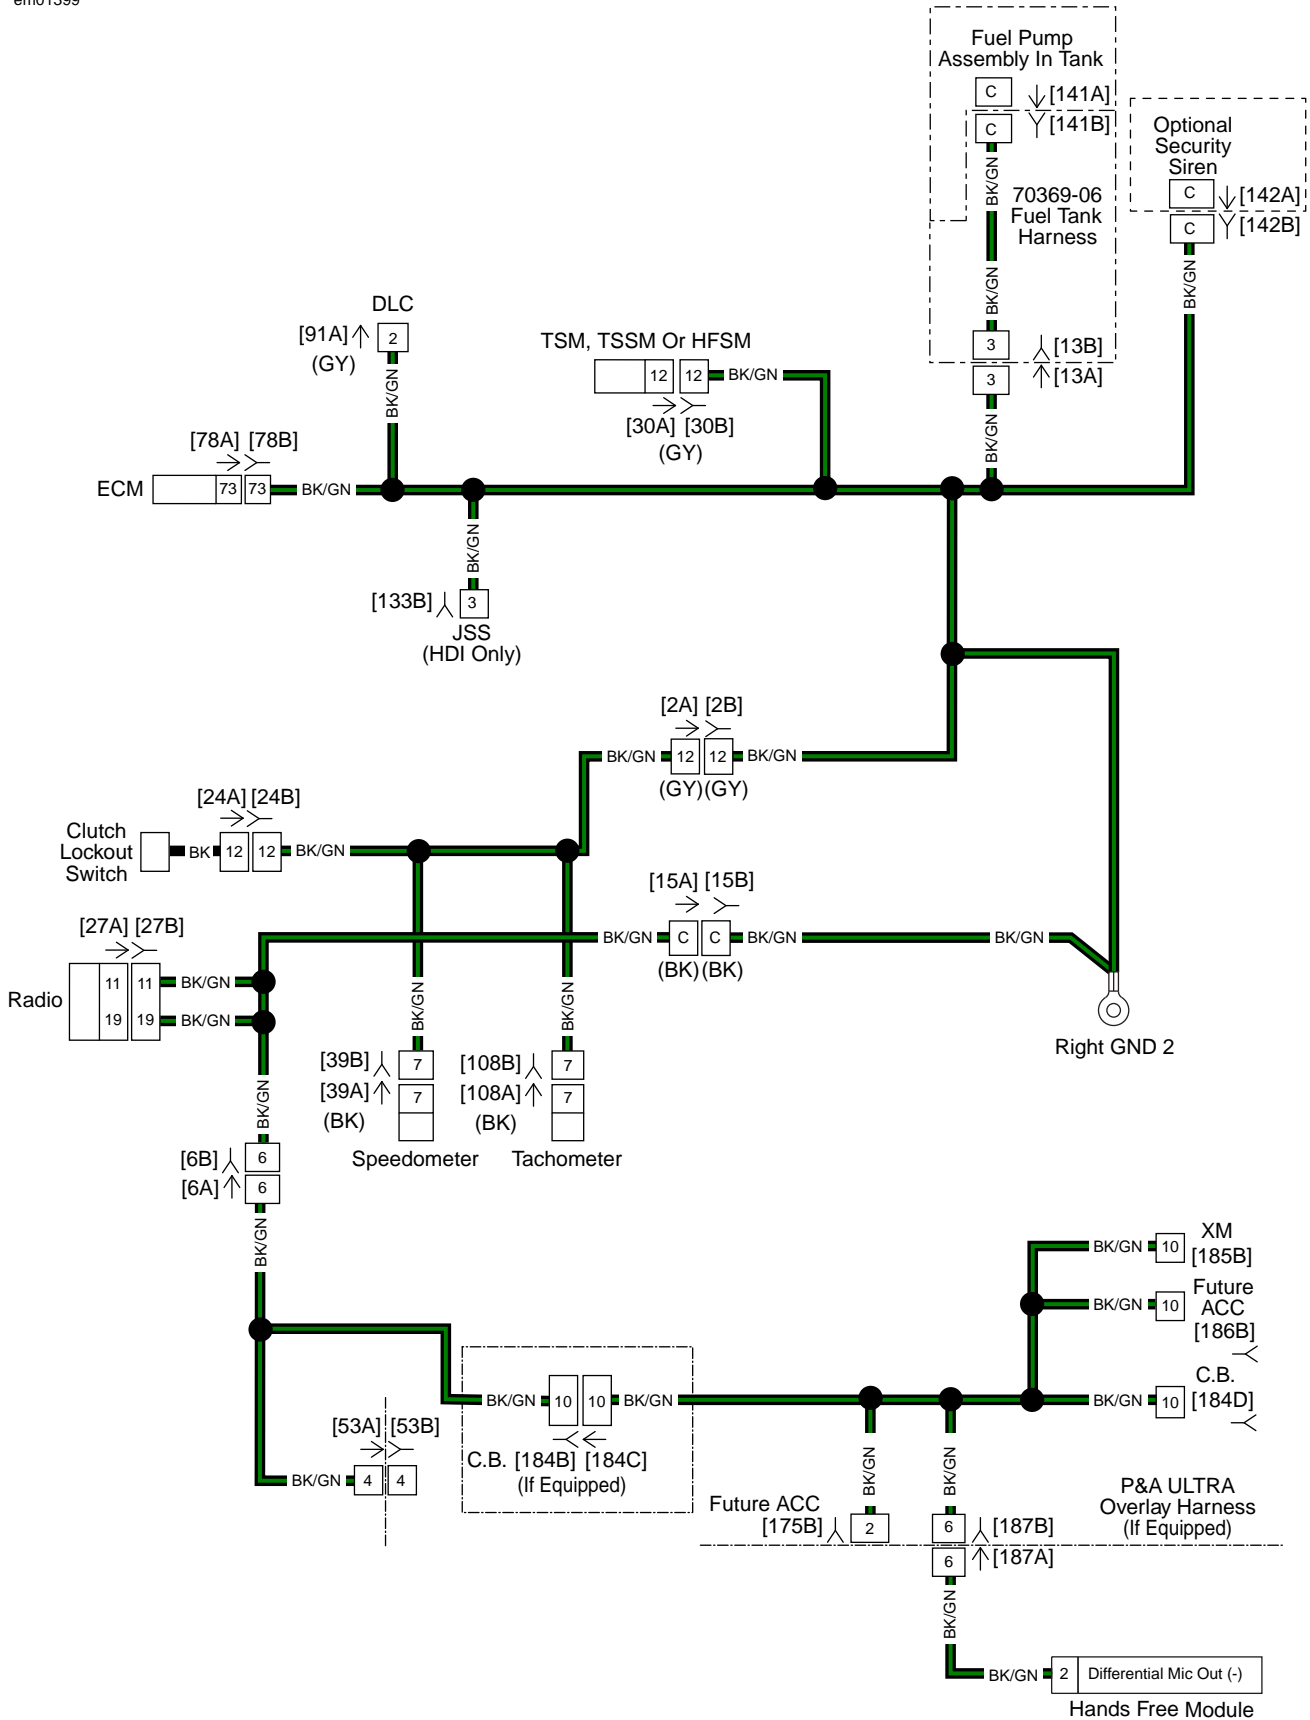 em01399
Fuel Pump
Assembly In Tank
C
[141A]
C
[141B]
BK/GN
70369-06
Fuel Tank
Harness
BK/GN
3
[13B]
3
[13A]
BK/GN
Optional
Security
Siren
C
[142A]
C
[142B]
BK/GN
DLC
[91A]
2
(GY)
BK/GN
TSM, TSSM Or HFSM
12
12
BK/GN
[30A] [30B]
(GY)
[78A] [78B]
ECM
73
73
BK/GN
BK/GN
[133B]
3
JSS
(HDI Only)
[2A] [2B]
BK/GN
12
12
BK/GN
(GY)
(GY)
[24A] [24B]
Clutch
Lockout
Switch
BK
12
12
BK/GN
[15A] [15B]
BK/GN
C
C
BK/GN
BK/GN
(BK)
(BK)
[27A] [27B]
Radio
11
11
BK/GN
19
19
BK/GN
BK/GN
BK/GN
Right GND 2
[39B]
7
[39A]
7
(BK)
Speedometer
[108B]
7
[108A]
7
(BK)
Tachometer
BK/GN
[6B]
6
[6A]
6
BK/GN
XM
BK/GN
10
[185B]
Future
ACC
BK/GN
10
[186B]
C.B.
BK/GN
10
[184D]
BK/GN
10
10
BK/GN
C.B. [184B] [184C]
(If Equipped)
[53A] [53B]
BK/GN
4
4
BK/GN
BK/GN
Future ACC
[175B]
2
6
[187B]
P&A ULTRA
Overlay Harness
(If Equipped)
6
[187A]
BK/GN
BK/GN
2
Differential Mic Out (-)
Hands Free Module